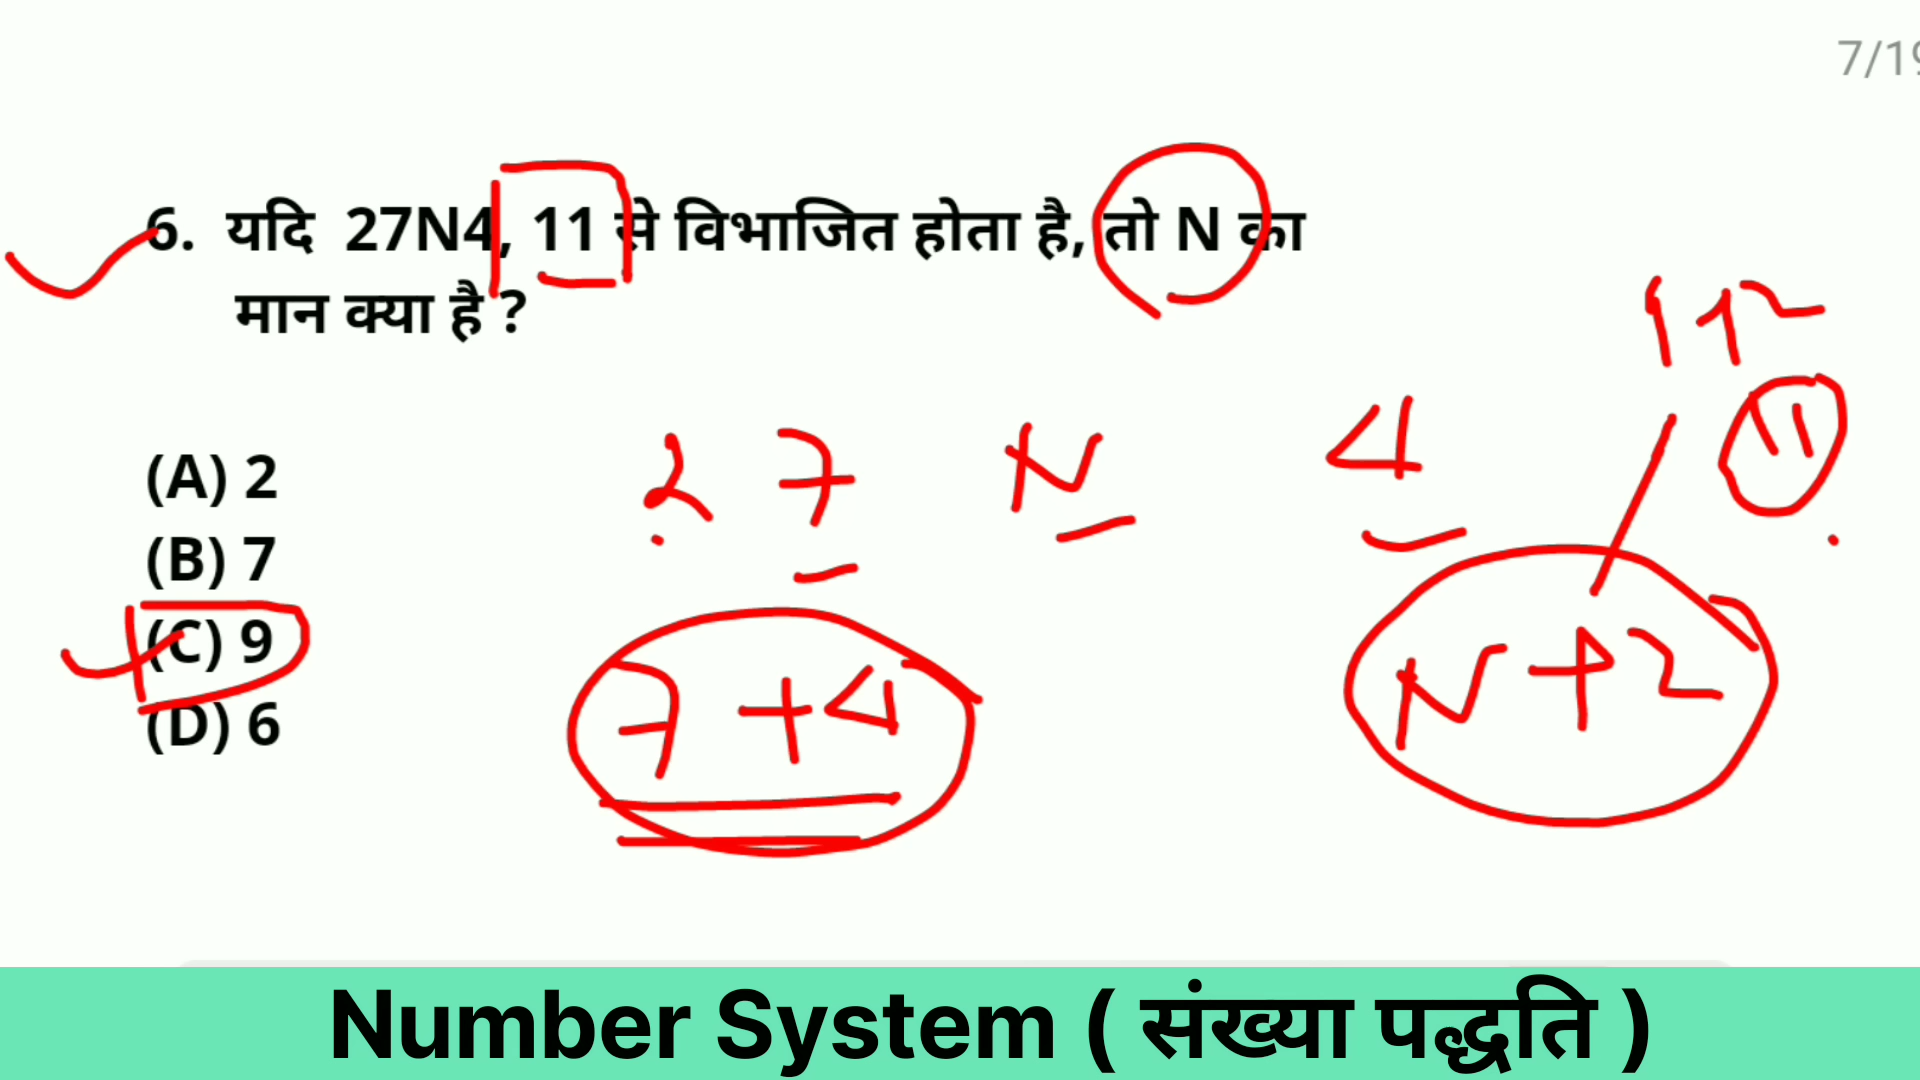 7/19
6. यदि 27N4, 11 से विभाजित होता है, तो N का
मान क्या है ?
(A) 2
(B) 7
(C) 9
(D) 6
2 7 N 4
11
7 + 4
N + 2
Number System ( संख्या पद्धति )